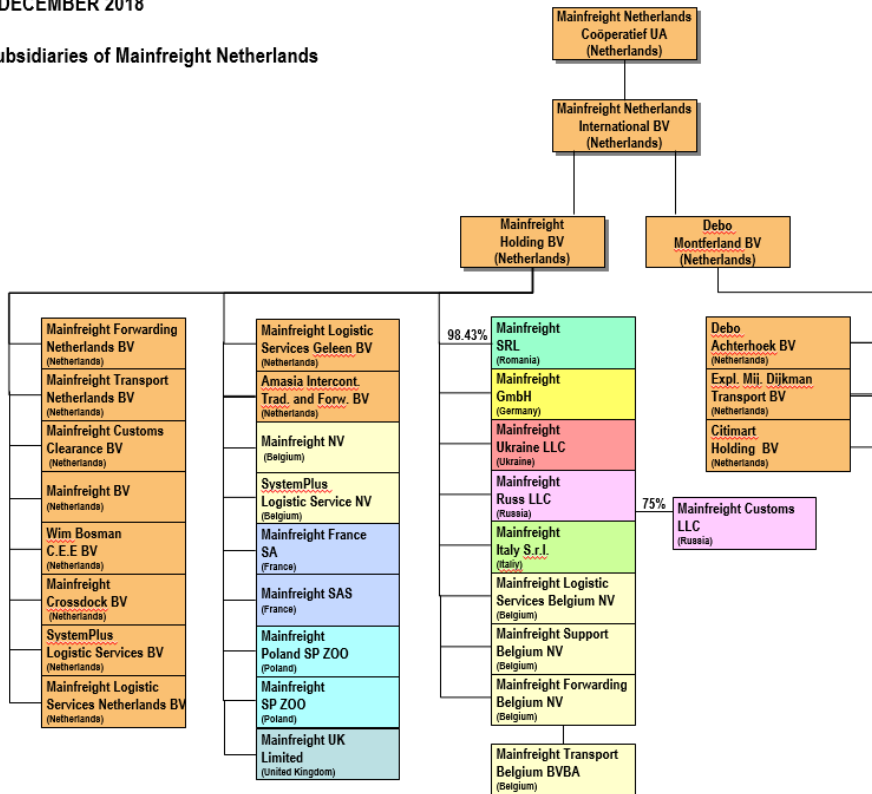 DECEMBER 2018
ubsidiaries of Mainfreight Netherlands
Mainfreight Netherlands
Coöperatief UA
(Netherlands)
Mainfreight Netherlands
International BV
(Netherlands)
Mainfreight
Holding BV
(Netherlands)
Debo
Montferland BV
(Netherlands)
Mainfreight Forwarding
Netherlands BV
(Netherlands)
Mainfreight Transport
Netherlands BV
(Netherlands)
Mainfreight Customs
Clearance BV
(Netherlands)
Mainfreight BV
(Netherlands)
Wim Bosman
C.E.E BV
(Netherlands)
Mainfreight
Crossdock BV
(Netherlands)
SystemPlus
Logistic Services BV
(Netherlands)
Mainfreight Logistic
Services Netherlands BV
(Netherlands)
Mainfreight Logistic
Services Geleen BV
(Netherlands)
Amasia Intercont.
Trad. and Forw. BV
(Netherlands)
Mainfreight NV
(Belgium)
SystemPlus
Logistic Service NV
(Belgium)
Mainfreight France
SA
(France)
Mainfreight SAS
(France)
Mainfreight
Poland SP ZOO
(Poland)
Mainfreight
SP ZOO
(Poland)
Mainfreight UK
Limited
(United Kingdom)
98.43%
Mainfreight
SRL
(Romania)
Mainfreight
GmbH
(Germany)
Mainfreight
Ukraine LLC
(Ukraine)
Mainfreight
Russ LLC
(Russia)
75%
Mainfreight Customs
LLC
(Russia)
Mainfreight
Italy S.r.l.
(Italiy)
Mainfreight Logistic
Services Belgium NV
(Belgium)
Mainfreight Support
Belgium NV
(Belgium)
Mainfreight Forwarding
Belgium NV
(Belgium)
Mainfreight Transport
Belgium BVBA
(Belgium)
Debo
Achterhoek BV
(Netherlands)
Expl. Mij. Dijkman
Transport BV
(Netherlands)
Citimart
Holding BV
(Netherlands)